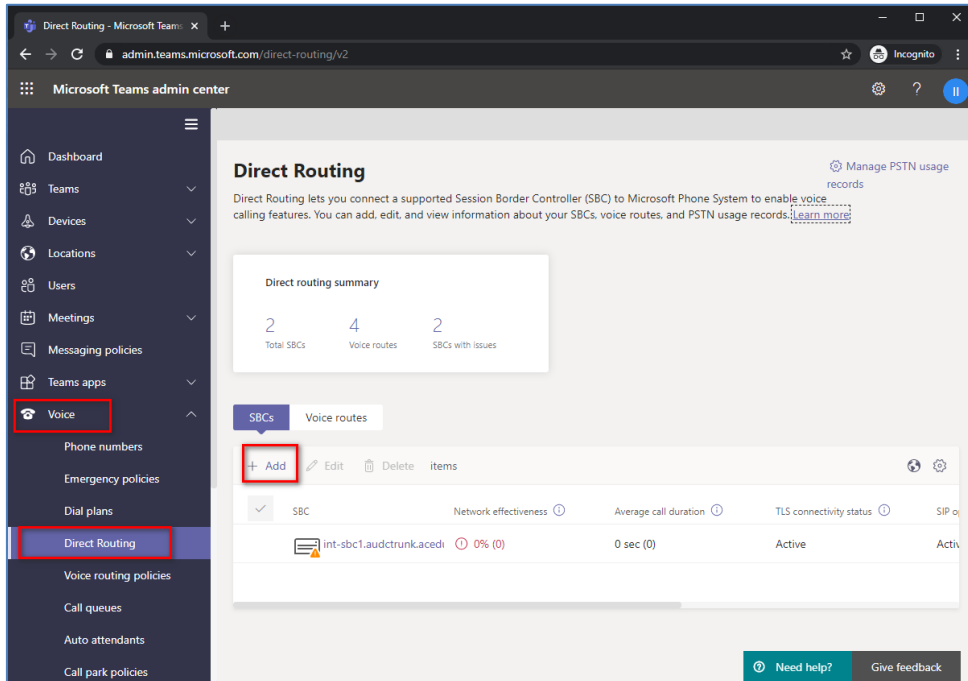 Direct Routing - Microsoft Teams
admin.teams.microsoft.com/direct-routing/v2
Incognito
Microsoft Teams admin center
?
II
Dashboard
Teams
Devices
Locations
Users
Meetings
Messaging policies
Teams apps
Voice
Phone numbers
Emergency policies
Dial plans
Direct Routing
Voice routing policies
Call queues
Auto attendants
Call park policies
Direct Routing
Manage PSTN usage
records
Direct Routing lets you connect a supported Session Border Controller (SBC) to Microsoft Phone System to enable voice
calling features. You can add, edit, and view information about your SBCs, voice routes, and PSTN usage records. Learn more
Direct routing summary
2 4 2
Total SBCs Voice routes SBCs with issues
SBCs Voice routes
+ Add Edit Delete items
SBC Network effectiveness Average call duration TLS connectivity status SIP
int-sbc1.audctrunk.aced 0% (0) 0 sec (0) Active Activ
Need help? Give feedback